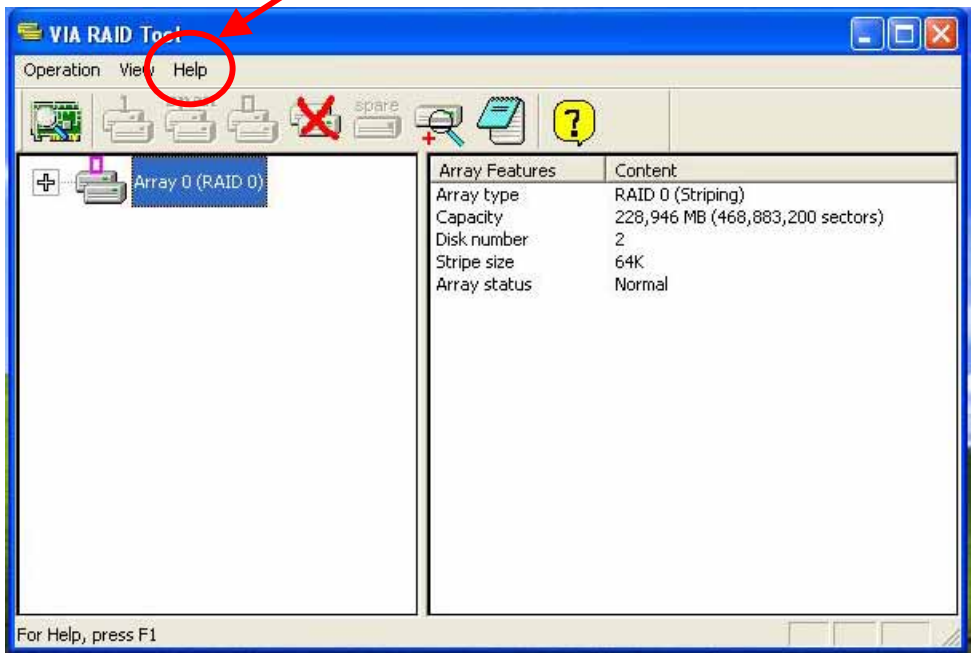 VIA RAID Tool
Operation View Help
1
spare
Array 0 (RAID 0)
Array Features Content
Array type RAID 0 (Striping)
Capacity 228,946 MB (468,883,200 sectors)
Disk number 2
Stripe size 64K
Array status Normal
For Help, press F1